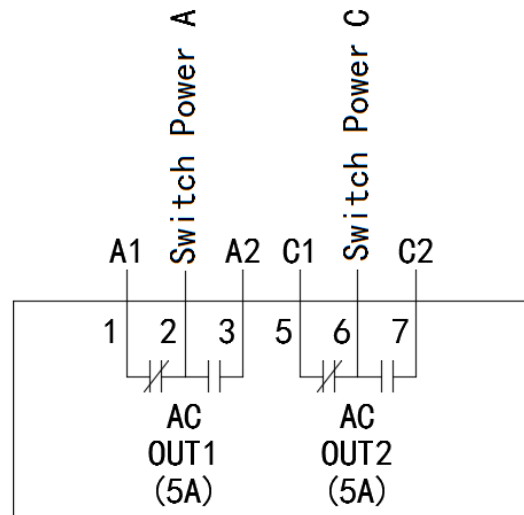 Switch Power A
Switch Power C
A1 A2 C1 C2
1 2 3 5 6 7
AC
OUT1
(5A)
AC
OUT2
(5A)